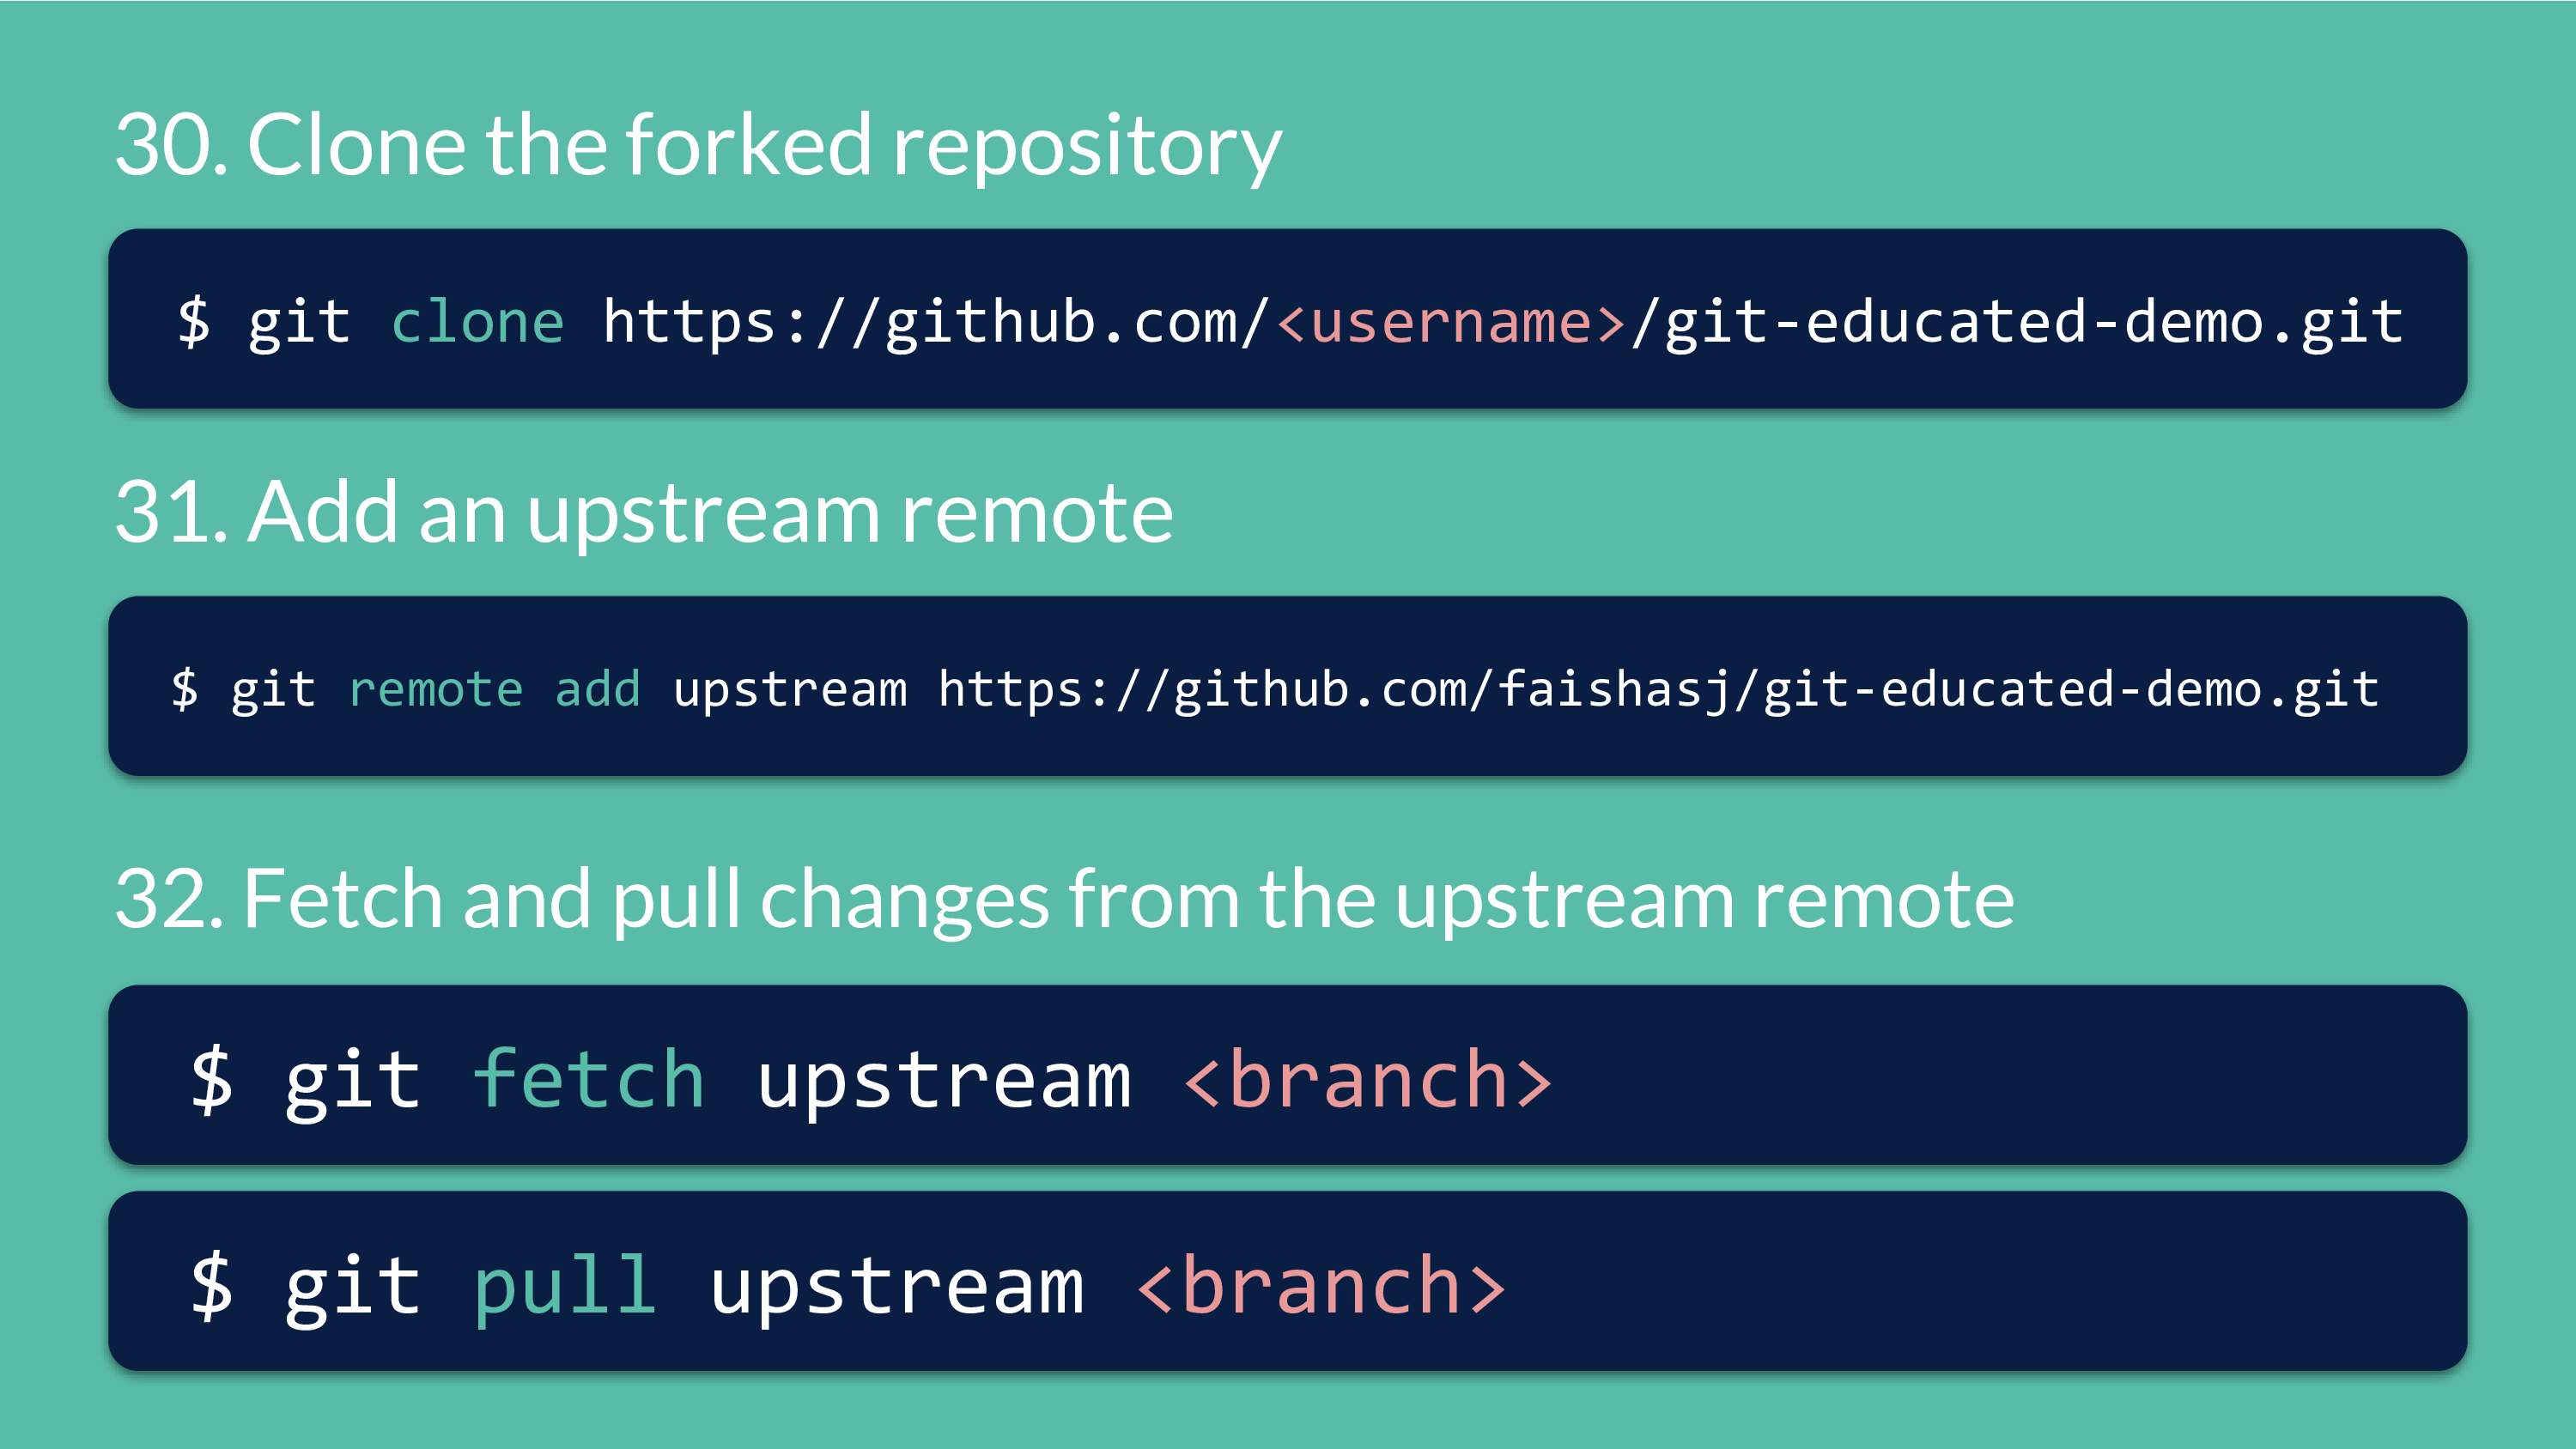 30. Clone the forked repository
$ git clone https://github.com/<username>/git-educated-demo.git
31. Add an upstream remote
$ git remote add upstream https://github.com/faishasj/git-educated-demo.git
32. Fetch and pull changes from the upstream remote
$ git fetch upstream <branch>
$ git pull upstream <branch>